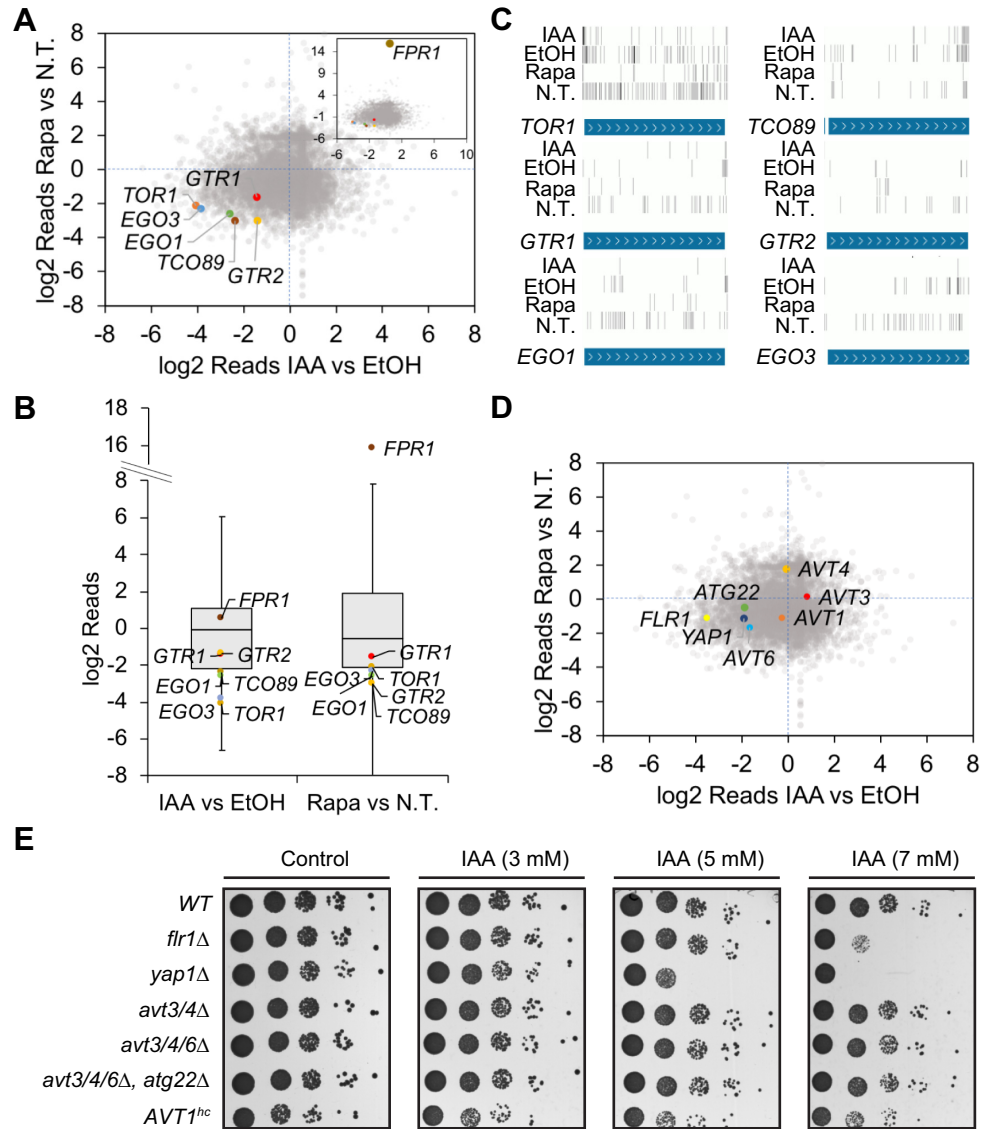 A
log2 Reads Rapa vs N.T.
8
6
4
2
0
-2
-4
-6
-8
-8
-6
-4
-2
0
2
4
6
8
log2 Reads IAA vs EtOH
GTR1
TOR1
EGO3
EGO1
TCO89
GTR2
14
9
4
-1
-6
-6
-2
2
6
10
FPR1
C
IAA
EtOH
Rapa
N.T.
TOR1
IAA
EtOH
Rapa
N.T.
TCO89
IAA
EtOH
Rapa
N.T.
GTR1
IAA
EtOH
Rapa
N.T.
GTR2
IAA
EtOH
Rapa
N.T.
EGO1
IAA
EtOH
Rapa
N.T.
EGO3
B
log2 Reads
18
16
8
6
4
2
0
-2
-4
-6
-8
FPR1
GTR1
GTR2
EGO1
TCO89
EGO3
TOR1
FPR1
GTR1
EGO3
TOR1
EGO1
GTR2
TCO89
IAA vs EtOH
Rapa vs N.T.
D
log2 Reads Rapa vs N.T.
8
6
4
2
0
-2
-4
-6
-8
-8
-6
-4
-2
0
2
4
6
8
log2 Reads IAA vs EtOH
AVT4
ATG22
AVT3
FLR1
AVT1
YAP1
AVT6
E
Control
IAA (3 mM)
IAA (5 mM)
IAA (7 mM)
WT
flr1Δ
yap1Δ
avt3/4Δ
avt3/4/6Δ
avt3/4/6Δ, atg22Δ
AVT1hc